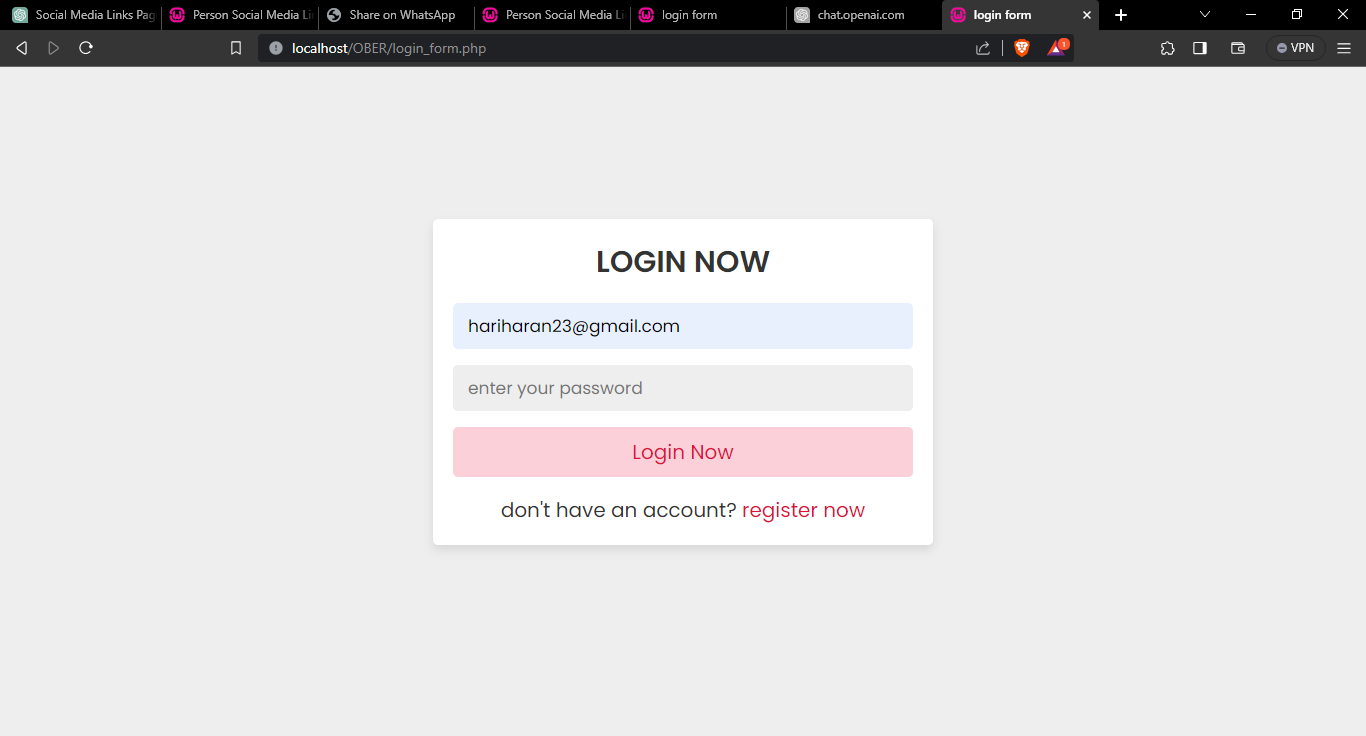 Social Media Links Pag
Person Social Media Li
Share on WhatsApp
Person Social Media Li
login form
chat.openai.com
login form
localhost/OBER/login_form.php
1
VPN
LOGIN NOW
hariharan23@gmail.com
enter your password
Login Now
don't have an account? register now